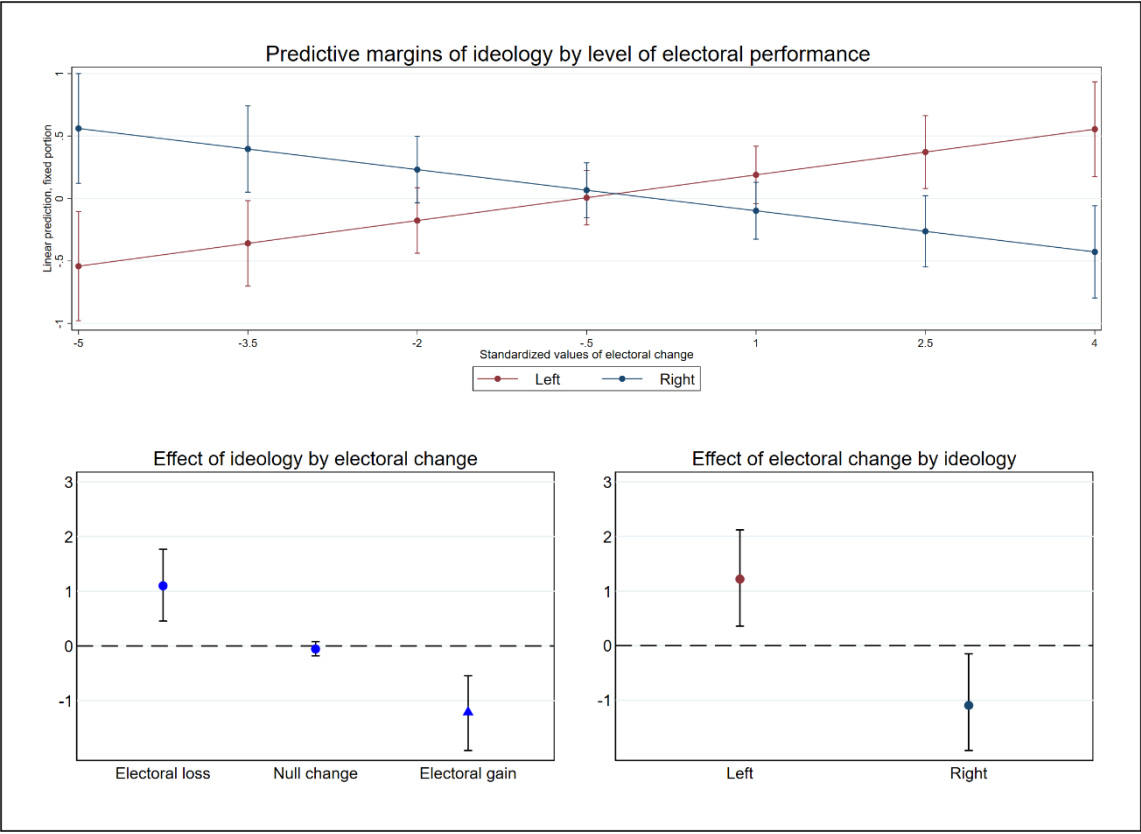 Predictive margins of ideology by level of electoral performance
Linear prediction, fixed portion
1
.5
0
-.5
-1
-5 -3.5 -2 -.5 1 2.5 4
Standardized values of electoral change
Left Right
Effect of ideology by electoral change
3
2
1
0
-1
Electoral loss Null change Electoral gain
Effect of electoral change by ideology
3
2
1
0
-1
Left Right